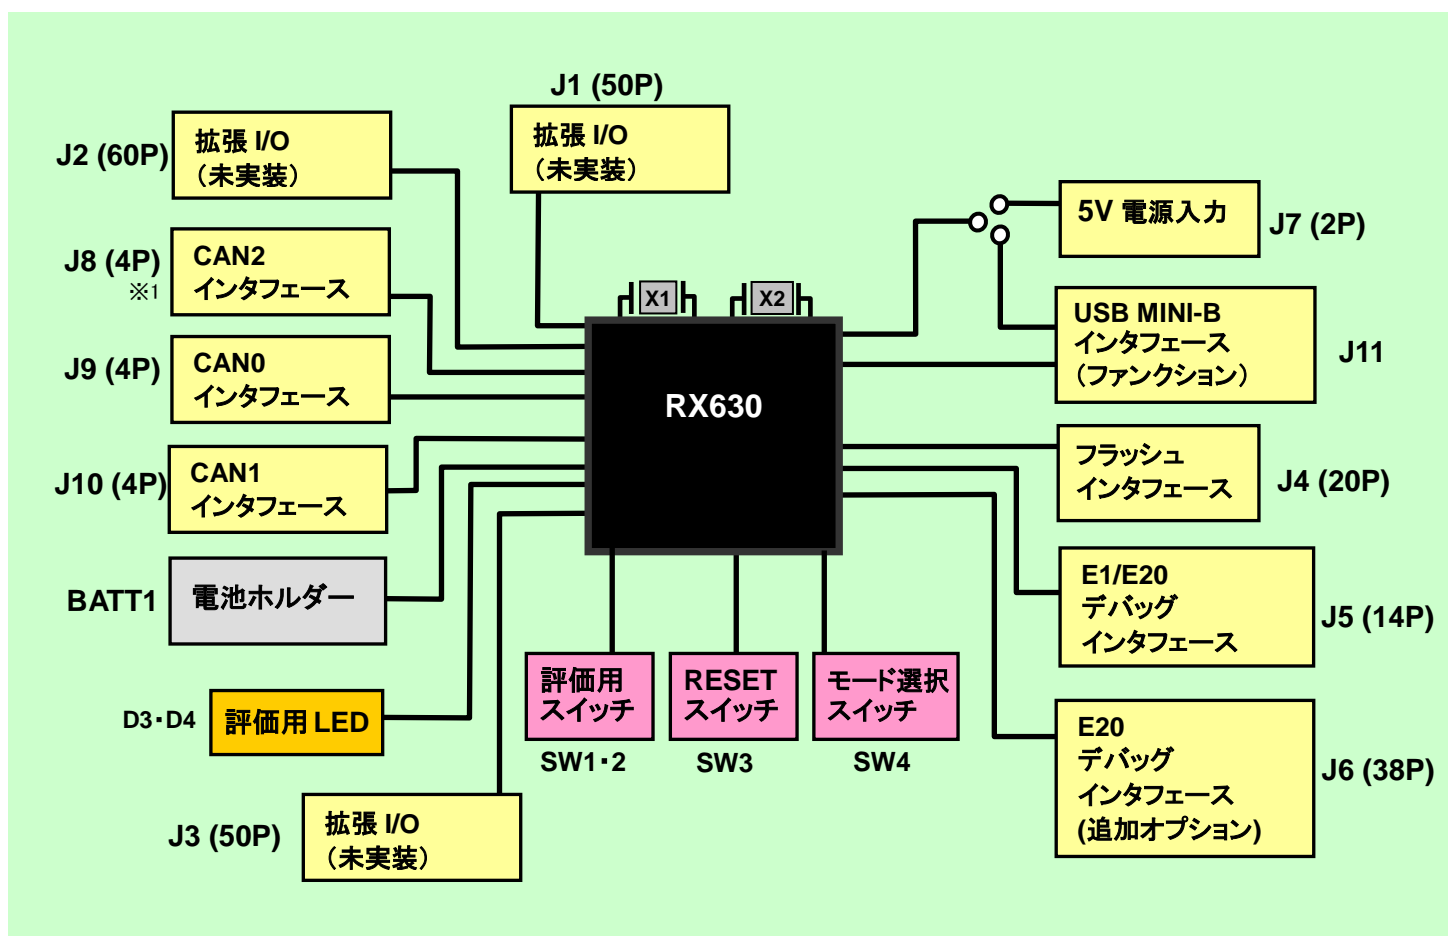 J1 (50P)
拡張 I/O
（未実装）
J2 (60P)
拡張 I/O
（未実装）
J8 (4P)
※1
CAN2
インタフェース
J9 (4P)
CAN0
インタフェース
J10 (4P)
CAN1
インタフェース
BATT1
電池ホルダー
D3・D4
評価用 LED
J3 (50P)
拡張 I/O
（未実装）
X1
X2
RX630
評価用
スイッチ
SW1・2
RESET
スイッチ
SW3
モード選択
スイッチ
SW4
5V 電源入力
J7 (2P)
USB MINI-B
インタフェース
（ファンクション）
J11
フラッシュ
インタフェース
J4 (20P)
E1/E20
デバッグ
インタフェース
J5 (14P)
E20
デバッグ
インタフェース
(追加オプション)
J6 (38P)